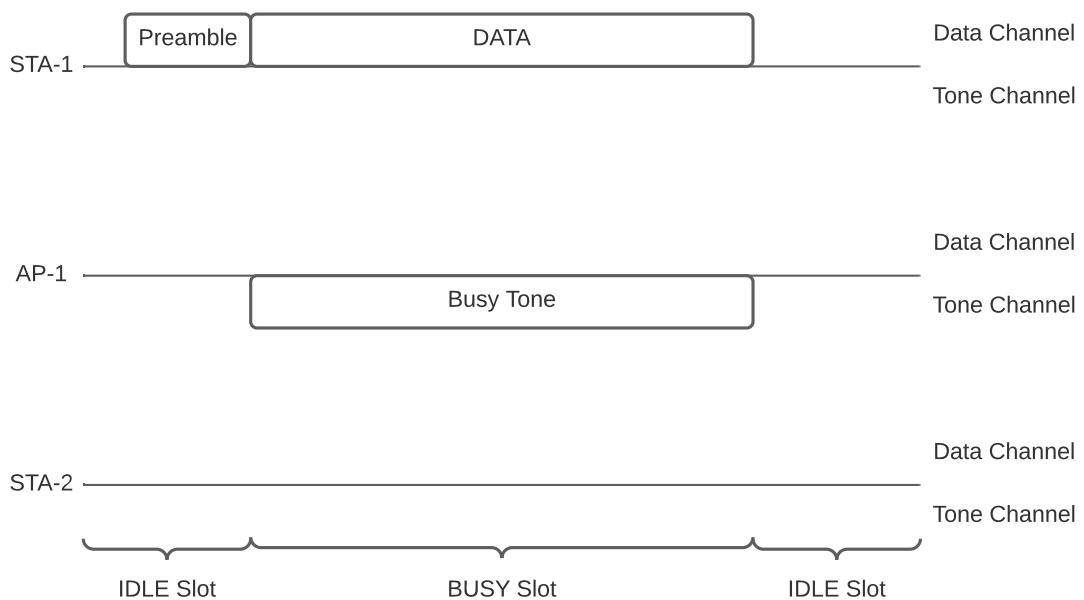 Preamble
DATA
Data Channel
STA-1
Tone Channel
Data Channel
AP-1
Busy Tone
Tone Channel
Data Channel
STA-2
Tone Channel
IDLE Slot
BUSY Slot
IDLE Slot